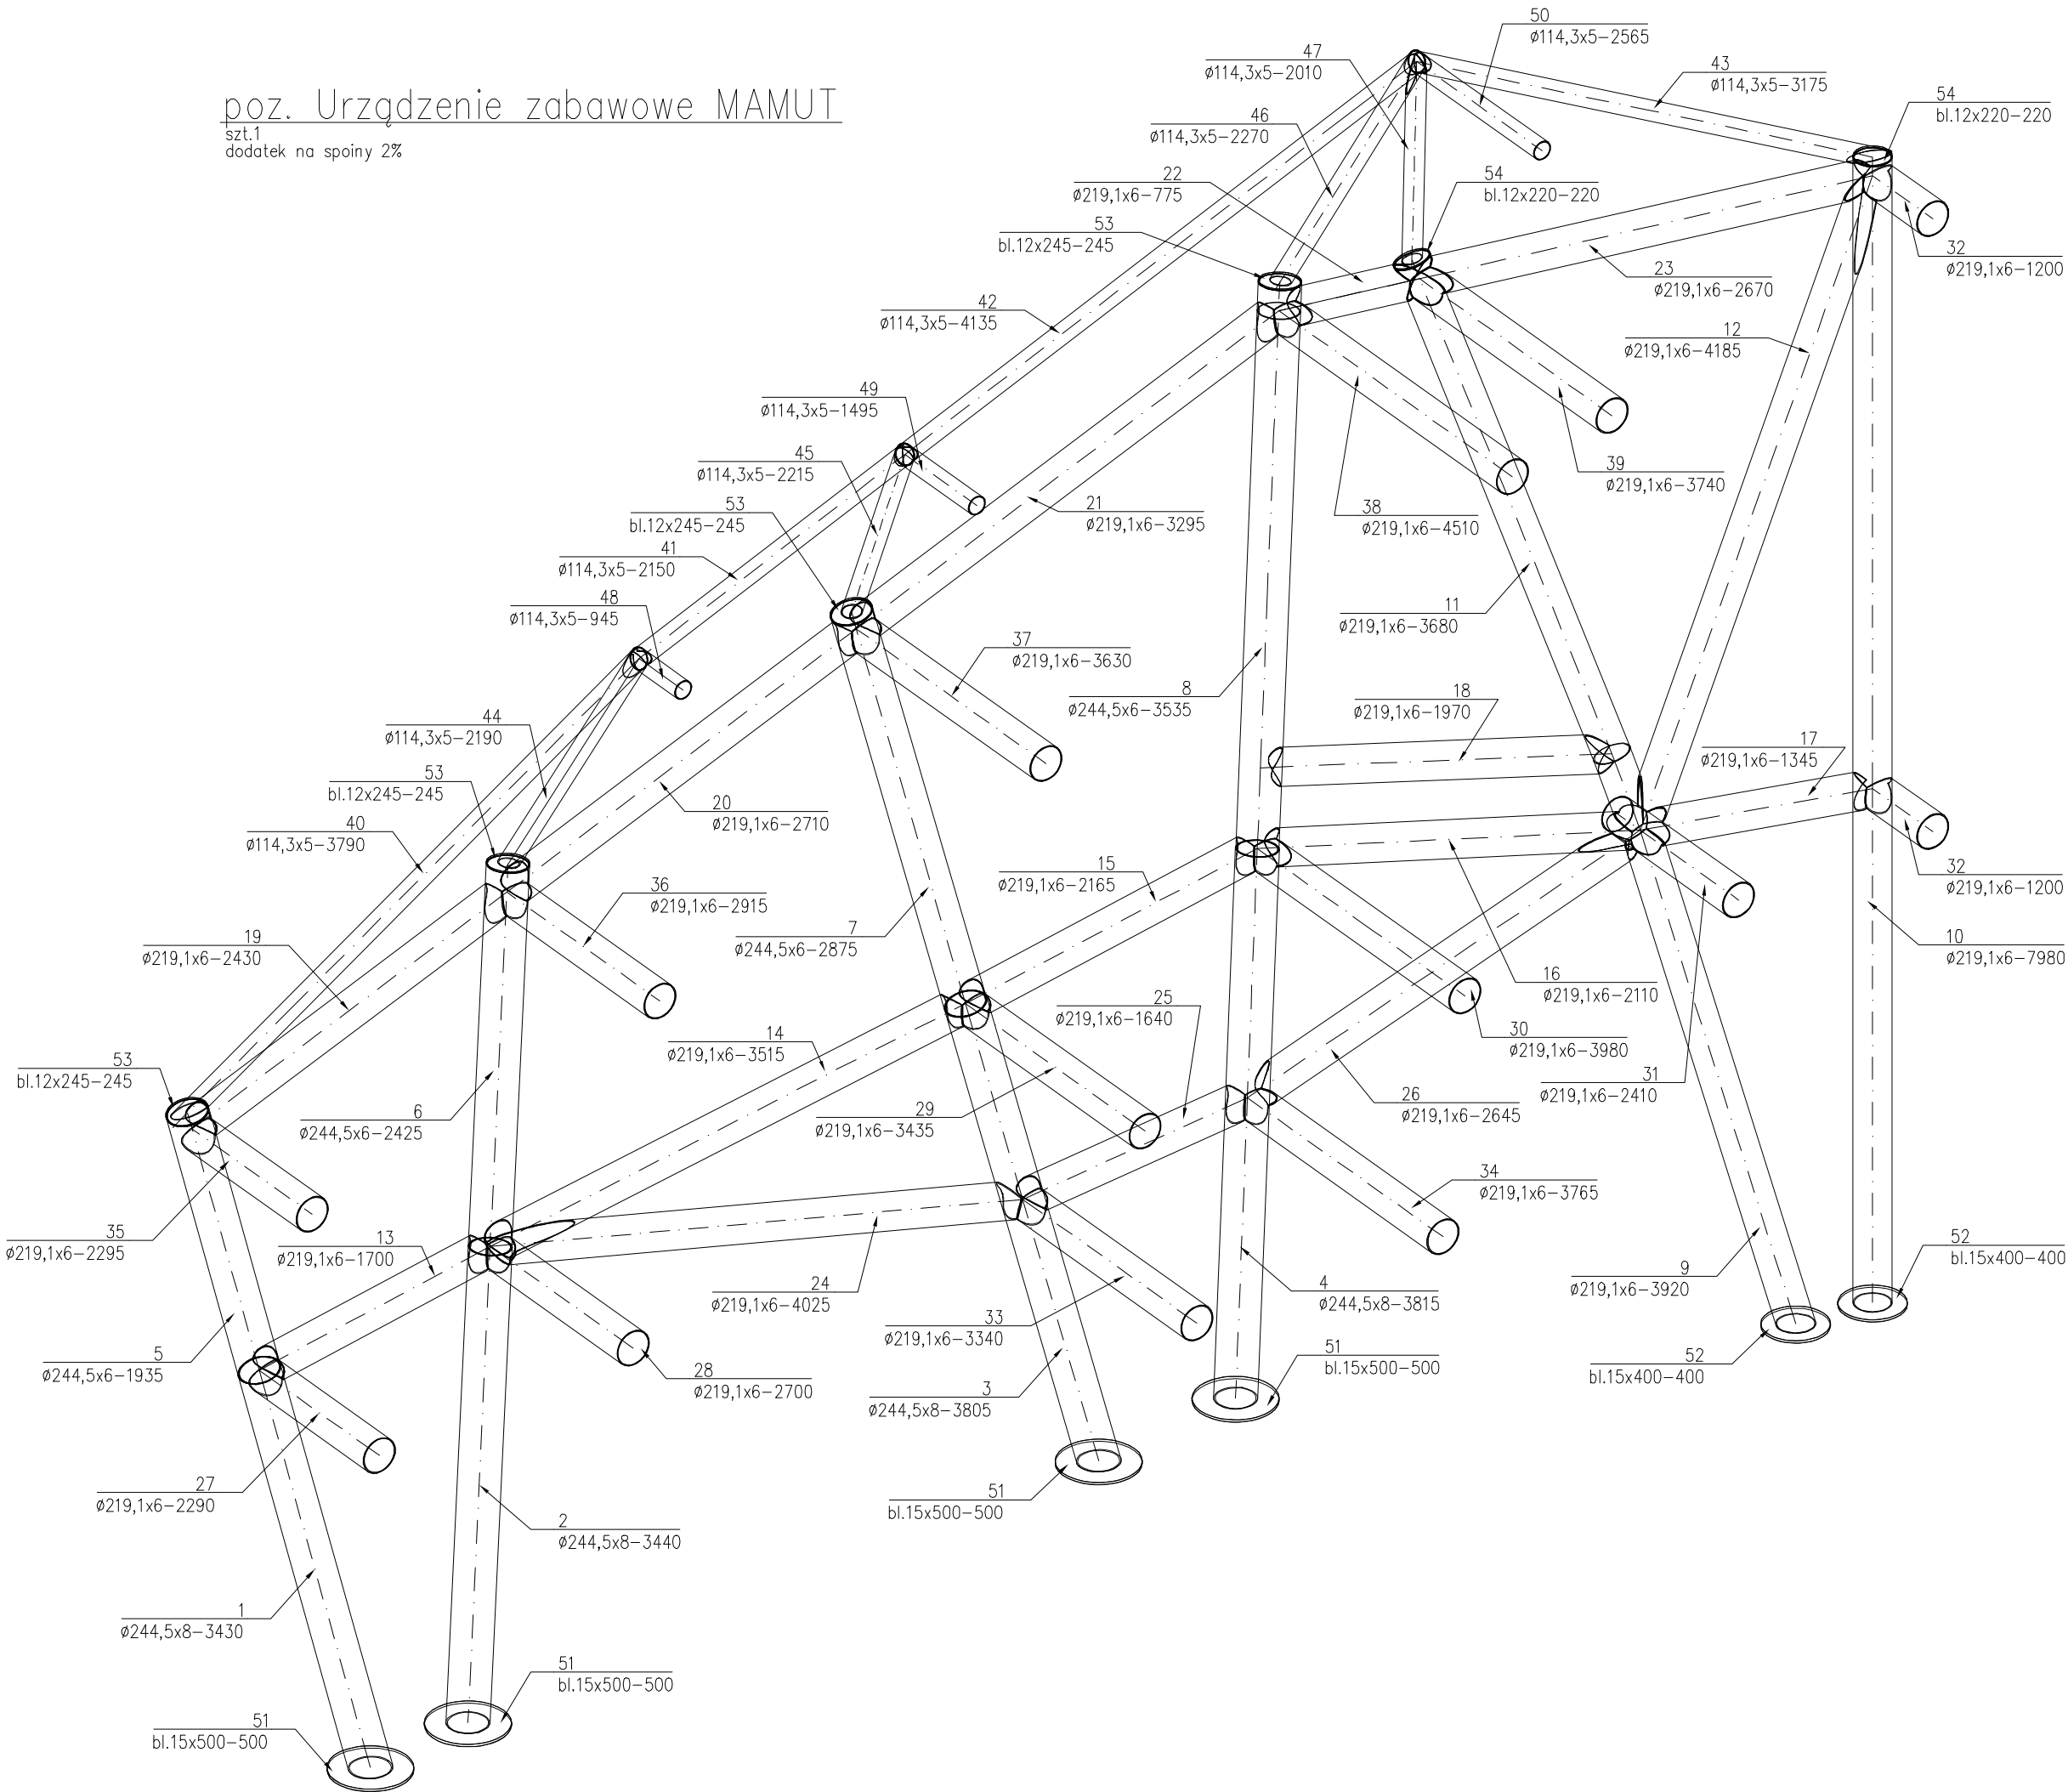 poz. Urządzenie zabawowe MAMUT
szt.1
dodatek na spoiny 2%
50
ø114,3x5-2565
47
ø114,3x5-2010
43
ø114,3x5-3175
54
bl.12x220-220
46
ø114,3x5-2270
22
ø219,1x6-775
54
bl.12x220-220
53
bl.12x245-245
32
ø219,1x6-1200
23
ø219,1x6-2670
42
ø114,3x5-4135
12
ø219,1x6-4185
49
ø114,3x5-1495
45
ø114,3x5-2215
39
ø219,1x6-3740
53
bl.12x245-245
21
ø219,1x6-3295
38
ø219,1x6-4510
41
ø114,3x5-2150
48
ø114,3x5-945
11
ø219,1x6-3680
37
ø219,1x6-3630
8
ø244,5x6-3535
18
ø219,1x6-1970
44
ø114,3x5-2190
17
ø219,1x6-1345
53
bl.12x245-245
20
ø219,1x6-2710
40
ø114,3x5-3790
15
ø219,1x6-2165
32
ø219,1x6-1200
36
ø219,1x6-2915
7
ø244,5x6-2875
19
ø219,1x6-2430
10
ø219,1x6-7980
16
ø219,1x6-2110
25
ø219,1x6-1640
14
ø219,1x6-3515
30
ø219,1x6-3980
53
bl.12x245-245
31
ø219,1x6-2410
26
ø219,1x6-2645
6
ø244,5x6-2425
29
ø219,1x6-3435
34
ø219,1x6-3765
35
ø219,1x6-2295
13
ø219,1x6-1700
52
bl.15x400-400
9
ø219,1x6-3920
24
ø219,1x6-4025
4
ø244,5x8-3815
33
ø219,1x6-3340
5
ø244,5x6-1935
51
bl.15x500-500
52
bl.15x400-400
28
ø219,1x6-2700
3
ø244,5x8-3805
27
ø219,1x6-2290
51
bl.15x500-500
2
ø244,5x8-3440
1
ø244,5x8-3430
51
bl.15x500-500
51
bl.15x500-500